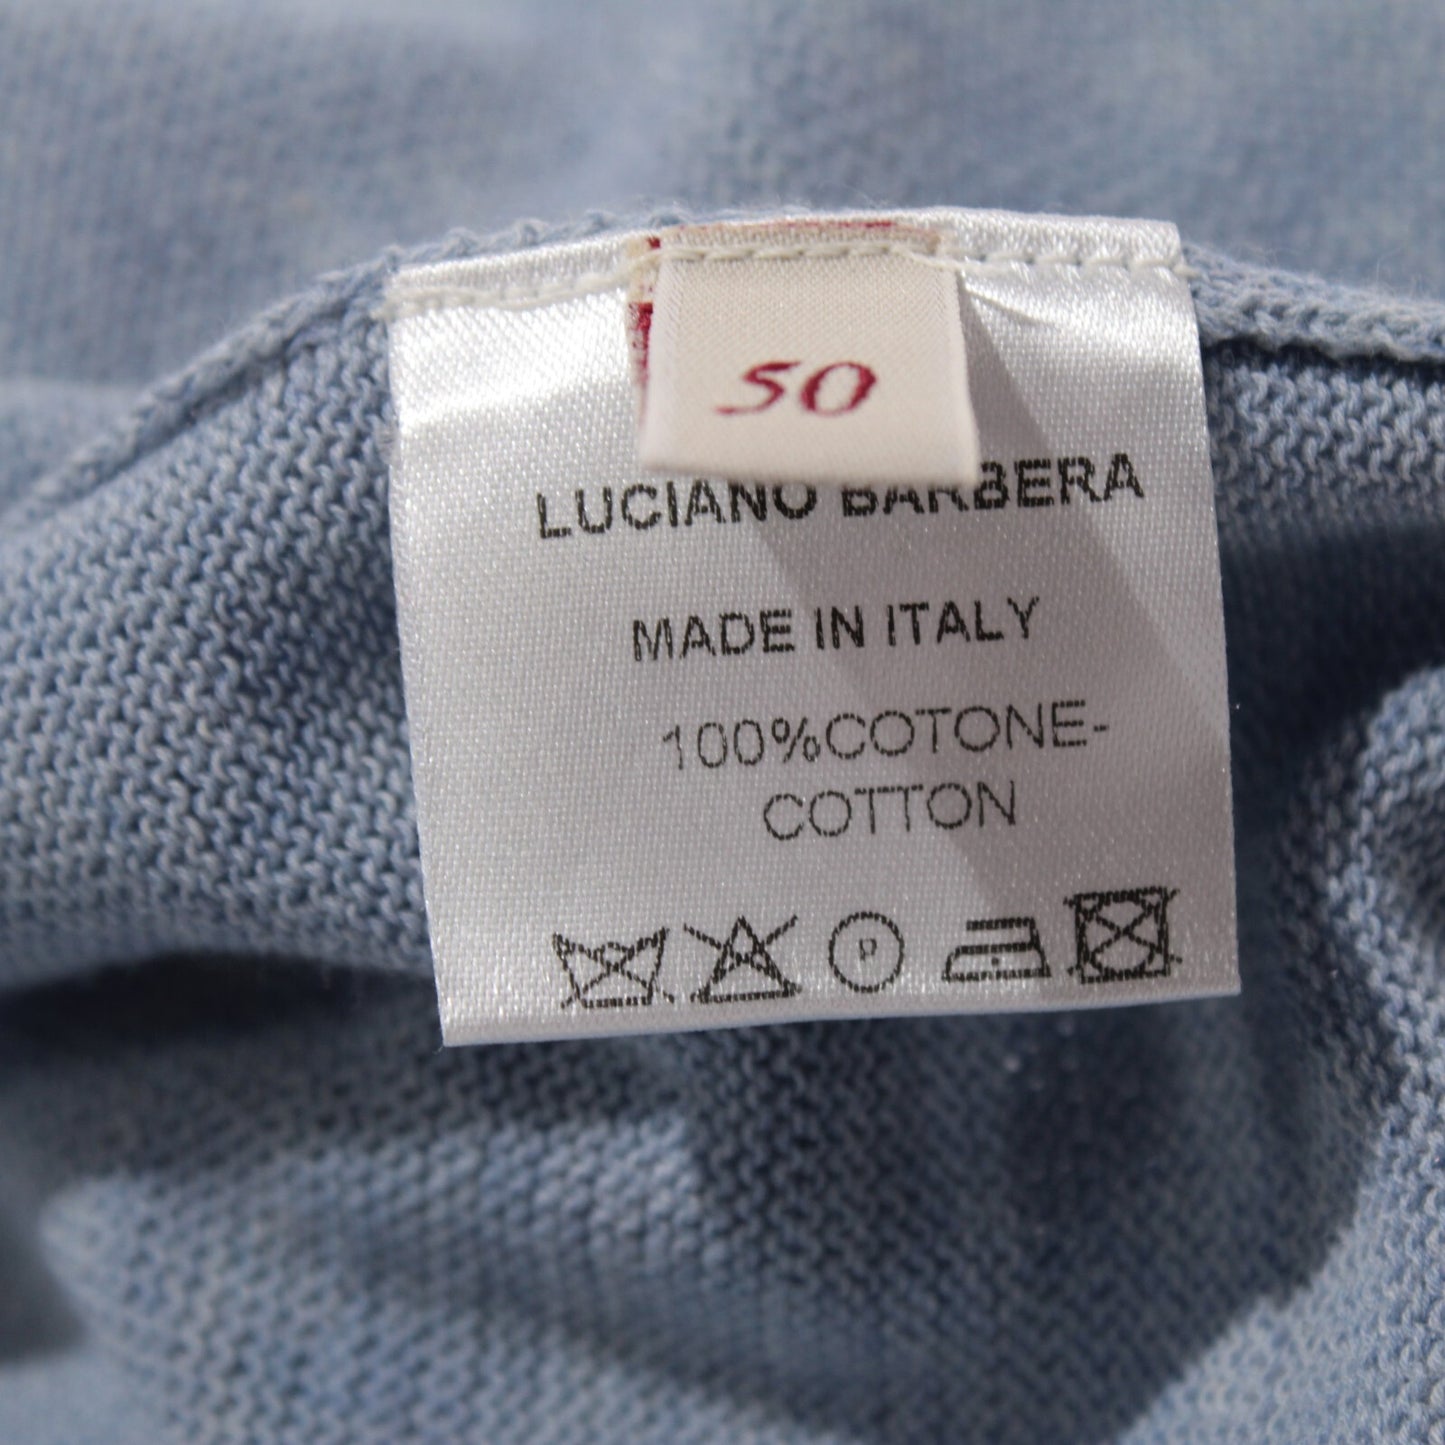 50
LUCIANO BARBERA
MADE IN ITALY
100%COTONE-
COTTON
P